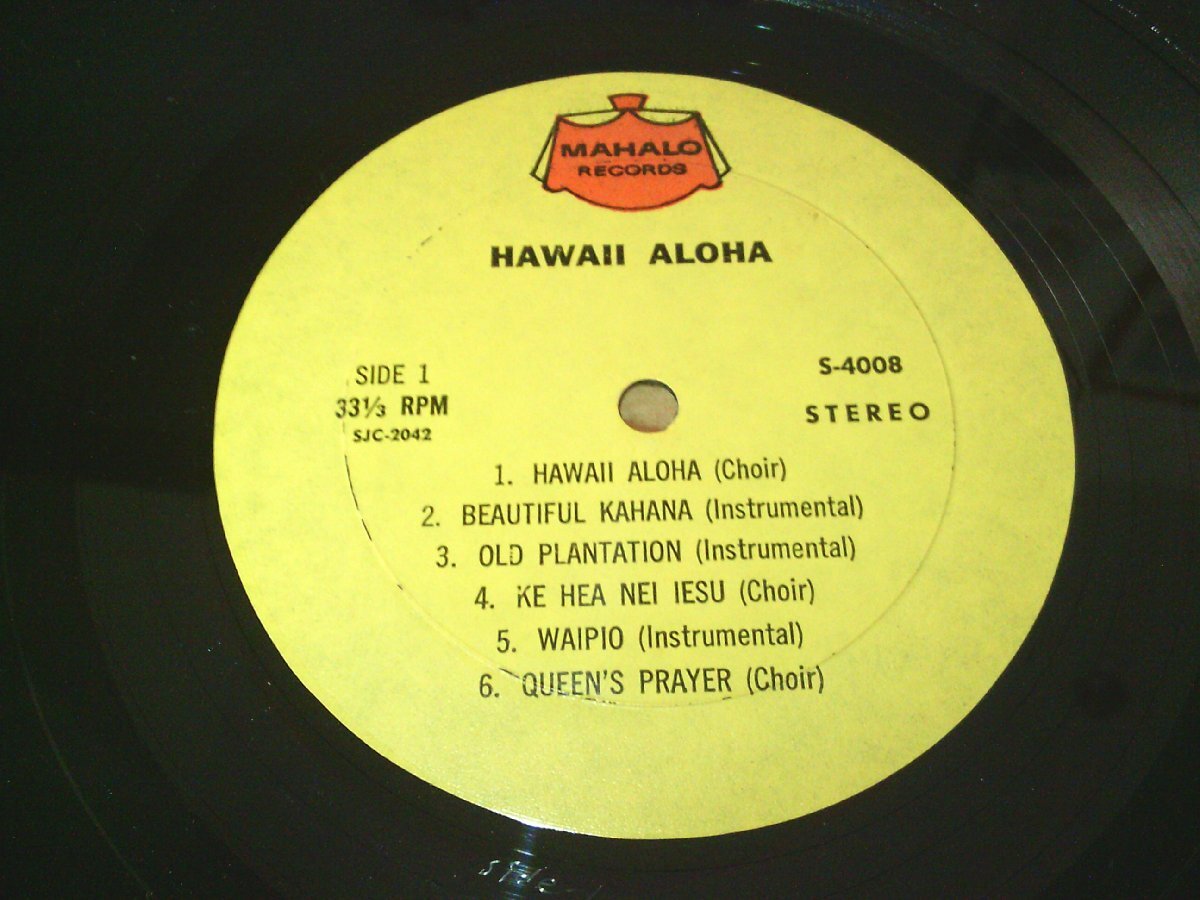 MAHALO
RECORDS
HAWAII ALOHA
SIDE 1
33⅓ RPM
SJC-2042
S-4008
STEREO
1. HAWAII ALOHA (Choir)
2. BEAUTIFUL KAHANA (Instrumental)
3. OLD PLANTATION (Instrumental)
4. KE HEA NEI IESU (Choir)
5. WAIPIO (Instrumental)
6. QUEEN'S PRAYER (Choir)